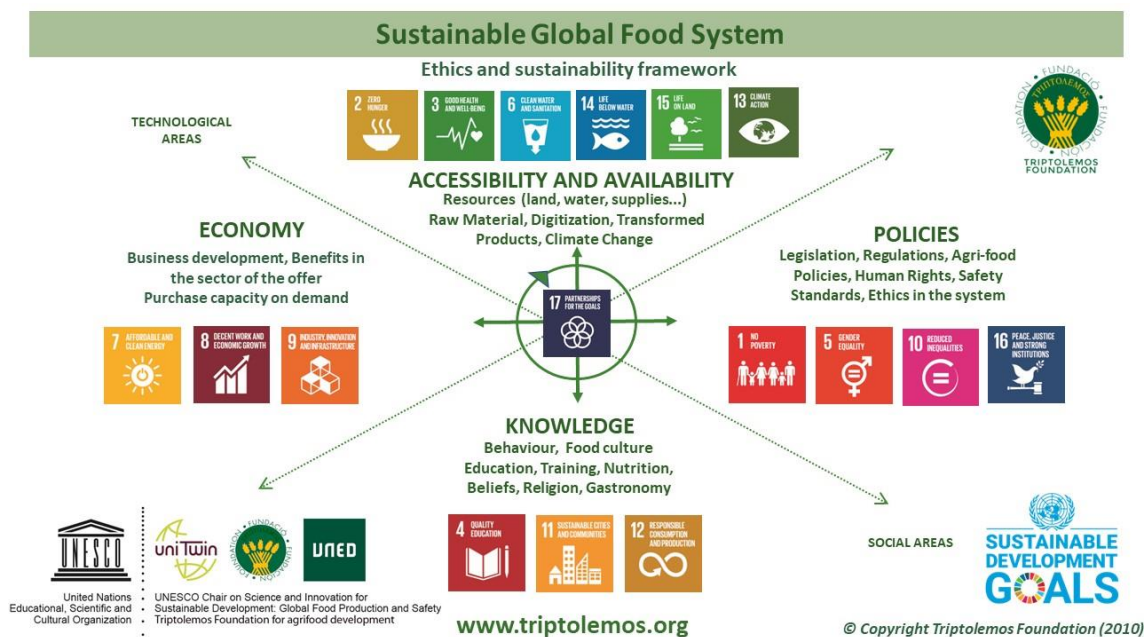 Sustainable Global Food System
Ethics and sustainability framework
2 ZERO
HUNGER
3 GOOD HEALTH
AND WELL-BEING
6 CLEAN WATER
AND SANITATION
14 LIFE
BELOW WATER
15 LIFE
ON LAND
13 CLIMATE
ACTION
FUNDACIÓ
FUNDACIÓN
FOUNDATION
ΤΡΙΠΤΟΛΕΜΟΣ
TRIPTOLEMOS
FOUNDATION
TECHNOLOGICAL
AREAS
ACCESSIBILITY AND AVAILABILITY
Resources (land, water, supplies...)
Raw Material, Digitization, Transformed
Products, Climate Change
ECONOMY
Business development, Benefits in
the sector of the offer
Purchase capacity on demand
7 AFFORDABLE AND
CLEAN ENERGY
8 DECENT WORK AND
ECONOMIC GROWTH
9 INDUSTRY, INNOVATION
AND INFRASTRUCTURE
17 PARTNERSHIPS
FOR THE GOALS
POLICIES
Legislation, Regulations, Agri-food
Policies, Human Rights, Safety
Standards, Ethics in the system
1 NO
POVERTY
5 GENDER
EQUALITY
10 REDUCED
INEQUALITIES
16 PEACE, JUSTICE
AND STRONG
INSTITUTIONS
KNOWLEDGE
Behaviour, Food culture
Education, Training, Nutrition,
Beliefs, Religion, Gastronomy
4 QUALITY
EDUCATION
11 SUSTAINABLE CITIES
AND COMMUNITIES
12 RESPONSIBLE
CONSUMPTION
AND PRODUCTION
UNESCO
United Nations
Educational, Scientific and
Cultural Organization
uniTwin
FUNDACIÓ
FUNDACIÓN
FOUNDATION
UNED
UNESCO Chair on Science and Innovation for
Sustainable Development: Global Food Production and Safety
Triptolemos Foundation for agrifood development
SOCIAL AREAS
SUSTAINABLE
DEVELOPMENT
GOALS
www.triptolemos.org
© Copyright Triptolemos Foundation (2010)